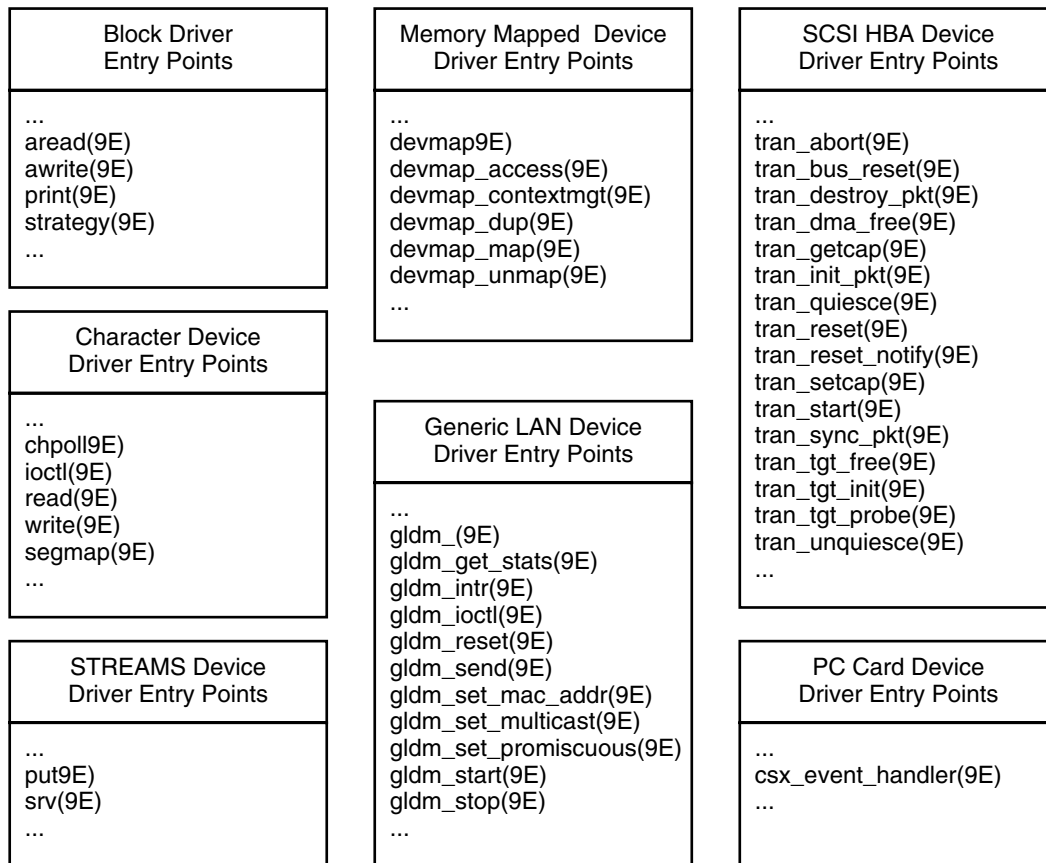 Block Driver
Entry Points
...
aread(9E)
awrite(9E)
print(9E)
strategy(9E)
...
Character Device
Driver Entry Points
...
chpoll9E)
ioctl(9E)
read(9E)
write(9E)
segmap(9E)
...
STREAMS Device
Driver Entry Points
...
put9E)
srv(9E)
...
Memory Mapped Device
Driver Entry Points
...
devmap9E)
devmap_access(9E)
devmap_contextmgt(9E)
devmap_dup(9E)
devmap_map(9E)
devmap_unmap(9E)
...
Generic LAN Device
Driver Entry Points
...
gldm_(9E)
gldm_get_stats(9E)
gldm_intr(9E)
gldm_ioctl(9E)
gldm_reset(9E)
gldm_send(9E)
gldm_set_mac_addr(9E)
gldm_set_multicast(9E)
gldm_set_promiscuous(9E)
gldm_start(9E)
gldm_stop(9E)
...
SCSI HBA Device
Driver Entry Points
...
tran_abort(9E)
tran_bus_reset(9E)
tran_destroy_pkt(9E)
tran_dma_free(9E)
tran_getcap(9E)
tran_init_pkt(9E)
tran_quiesce(9E)
tran_reset(9E)
tran_reset_notify(9E)
tran_setcap(9E)
tran_start(9E)
tran_sync_pkt(9E)
tran_tgt_free(9E)
tran_tgt_init(9E)
tran_tgt_probe(9E)
tran_unquiesce(9E)
...
PC Card Device
Driver Entry Points
...
csx_event_handler(9E)
...